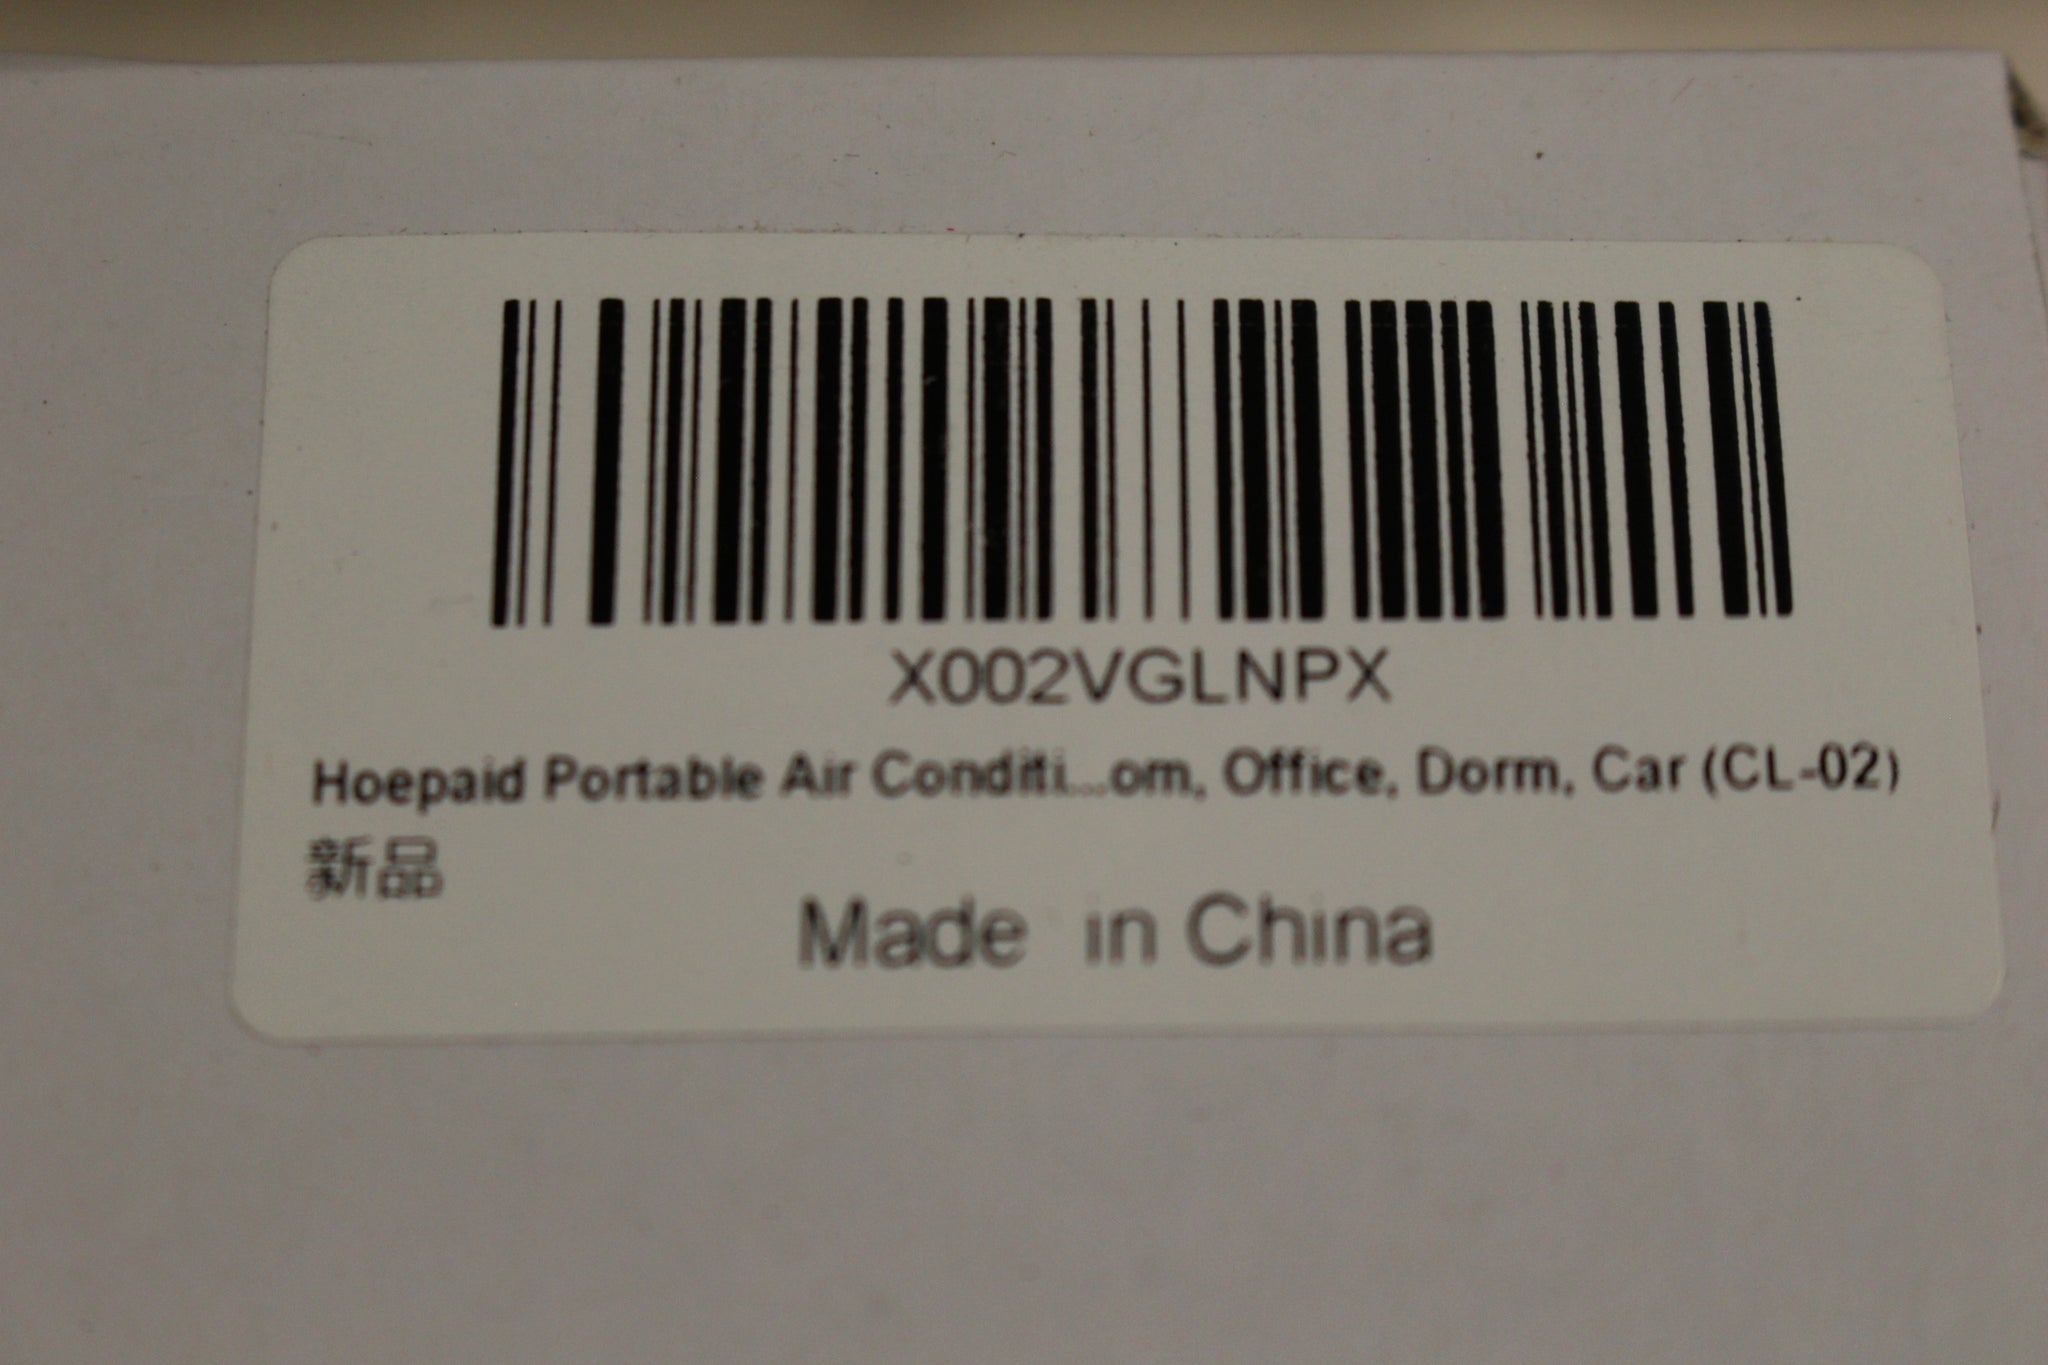 X002VGLNPX
Hoepaid Portable Air Conditi...om, Office, Dorm, Car (CL-02)
新品
Made in China